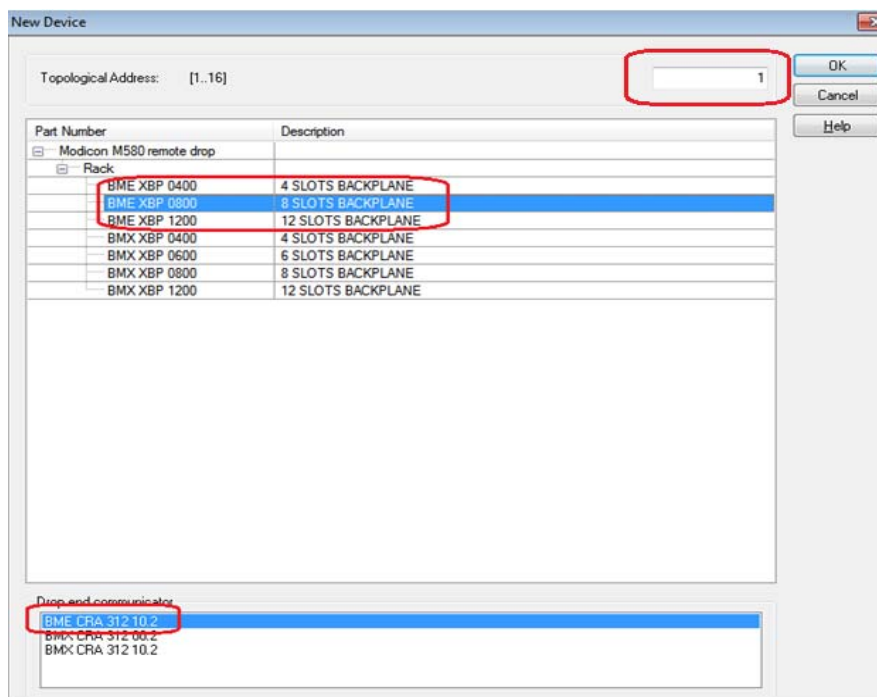 New Device
Topological Address: [1..16] 1
OK
Cancel
Help
Part Number Description
Modicon M580 remote drop
Rack
BME XBP 0400 4 SLOTS BACKPLANE
BME XBP 0800 8 SLOTS BACKPLANE
BME XBP 1200 12 SLOTS BACKPLANE
BMX XBP 0400 4 SLOTS BACKPLANE
BMX XBP 0600 6 SLOTS BACKPLANE
BMX XBP 0800 8 SLOTS BACKPLANE
BMX XBP 1200 12 SLOTS BACKPLANE
Drop end communicator
BME CRA 312 10.2
BMX CRA 312 00.2
BMX CRA 312 10.2